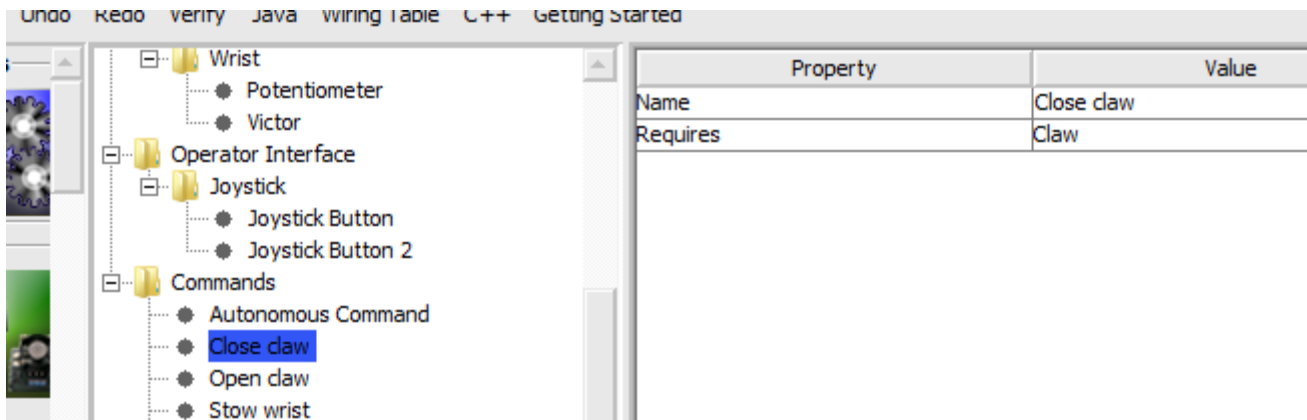 Undo Redo Verify Java Wiring Table C++ Getting Started
Wrist
Potentiometer
Victor
Operator Interface
Joystick
Joystick Button
Joystick Button 2
Commands
Autonomous Command
Close claw
Open claw
Stow wrist
Property Value
Name Close claw
Requires Claw